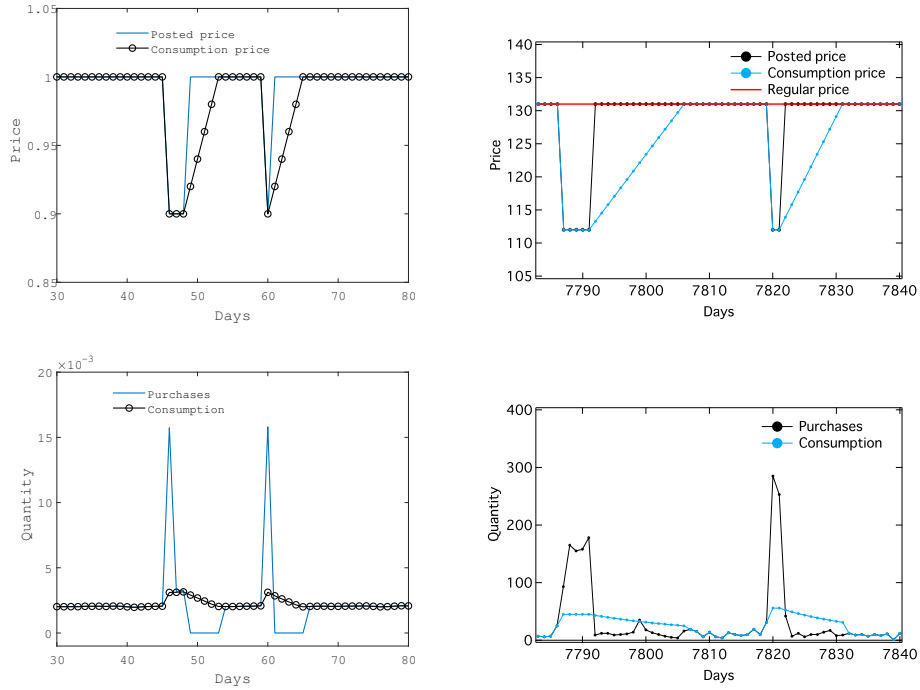 1.05
1
0.95
0.9
0.85
Price
Posted price
Consumption price
30 40 50 60 70 80
Days
140
135
130
125
120
115
110
105
Price
Posted price
Consumption price
Regular price
7790 7800 7810 7820 7830 7840
Days
×10⁻³
20
15
10
5
0
Quantity
Purchases
Consumption
30 40 50 60 70 80
Days
400
300
200
100
0
Quantity
Purchases
Consumption
7790 7800 7810 7820 7830 7840
Days